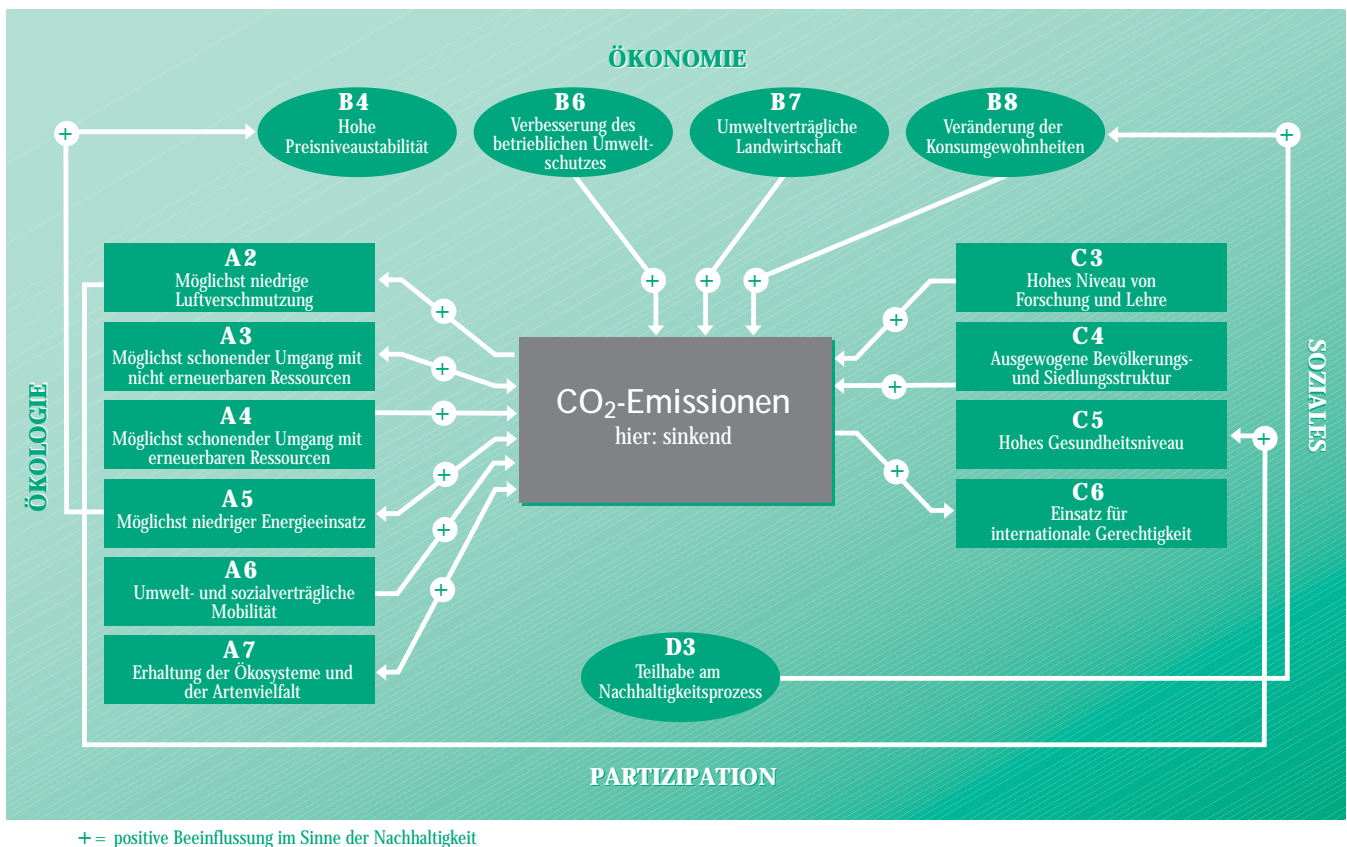 ÖKONOMIE
B4
Hohe
Preisniveaustabilität
B6
Verbesserung des
betrieblichen Umwelt-
schutzes
B7
Umweltverträgliche
Landwirtschaft
B8
Veränderung der
Konsumgewohnheiten
+
+
+
+
+
ÖKOLOGIE
A2
Möglichst niedrige
Luftverschmutzung
A3
Möglichst schonender Umgang mit
nicht erneuerbaren Ressourcen
A4
Möglichst schonender Umgang mit
erneuerbaren Ressourcen
A5
Möglichst niedriger Energieeinsatz
A6
Umwelt- und sozialverträgliche
Mobilität
A7
Erhaltung der Ökosysteme und
der Artenvielfalt
+
+
+
+
+
+
CO₂-Emissionen
hier: sinkend
+
+
+
+
C3
Hohes Niveau von
Forschung und Lehre
C4
Ausgewogene Bevölkerungs-
und Siedlungsstruktur
C5
Hohes Gesundheitsniveau
C6
Einsatz für
internationale Gerechtigkeit
SOZIALES
D3
Teilhabe am
Nachhaltigkeitsprozess
PARTIZIPATION
+ = positive Beeinflussung im Sinne der Nachhaltigkeit